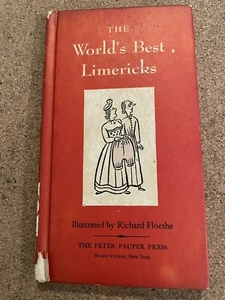 THE
World's Best
Limericks
Illustrated by Richard Floethe
THE PETER PAUPER PRESS
Mount Vernon, New York